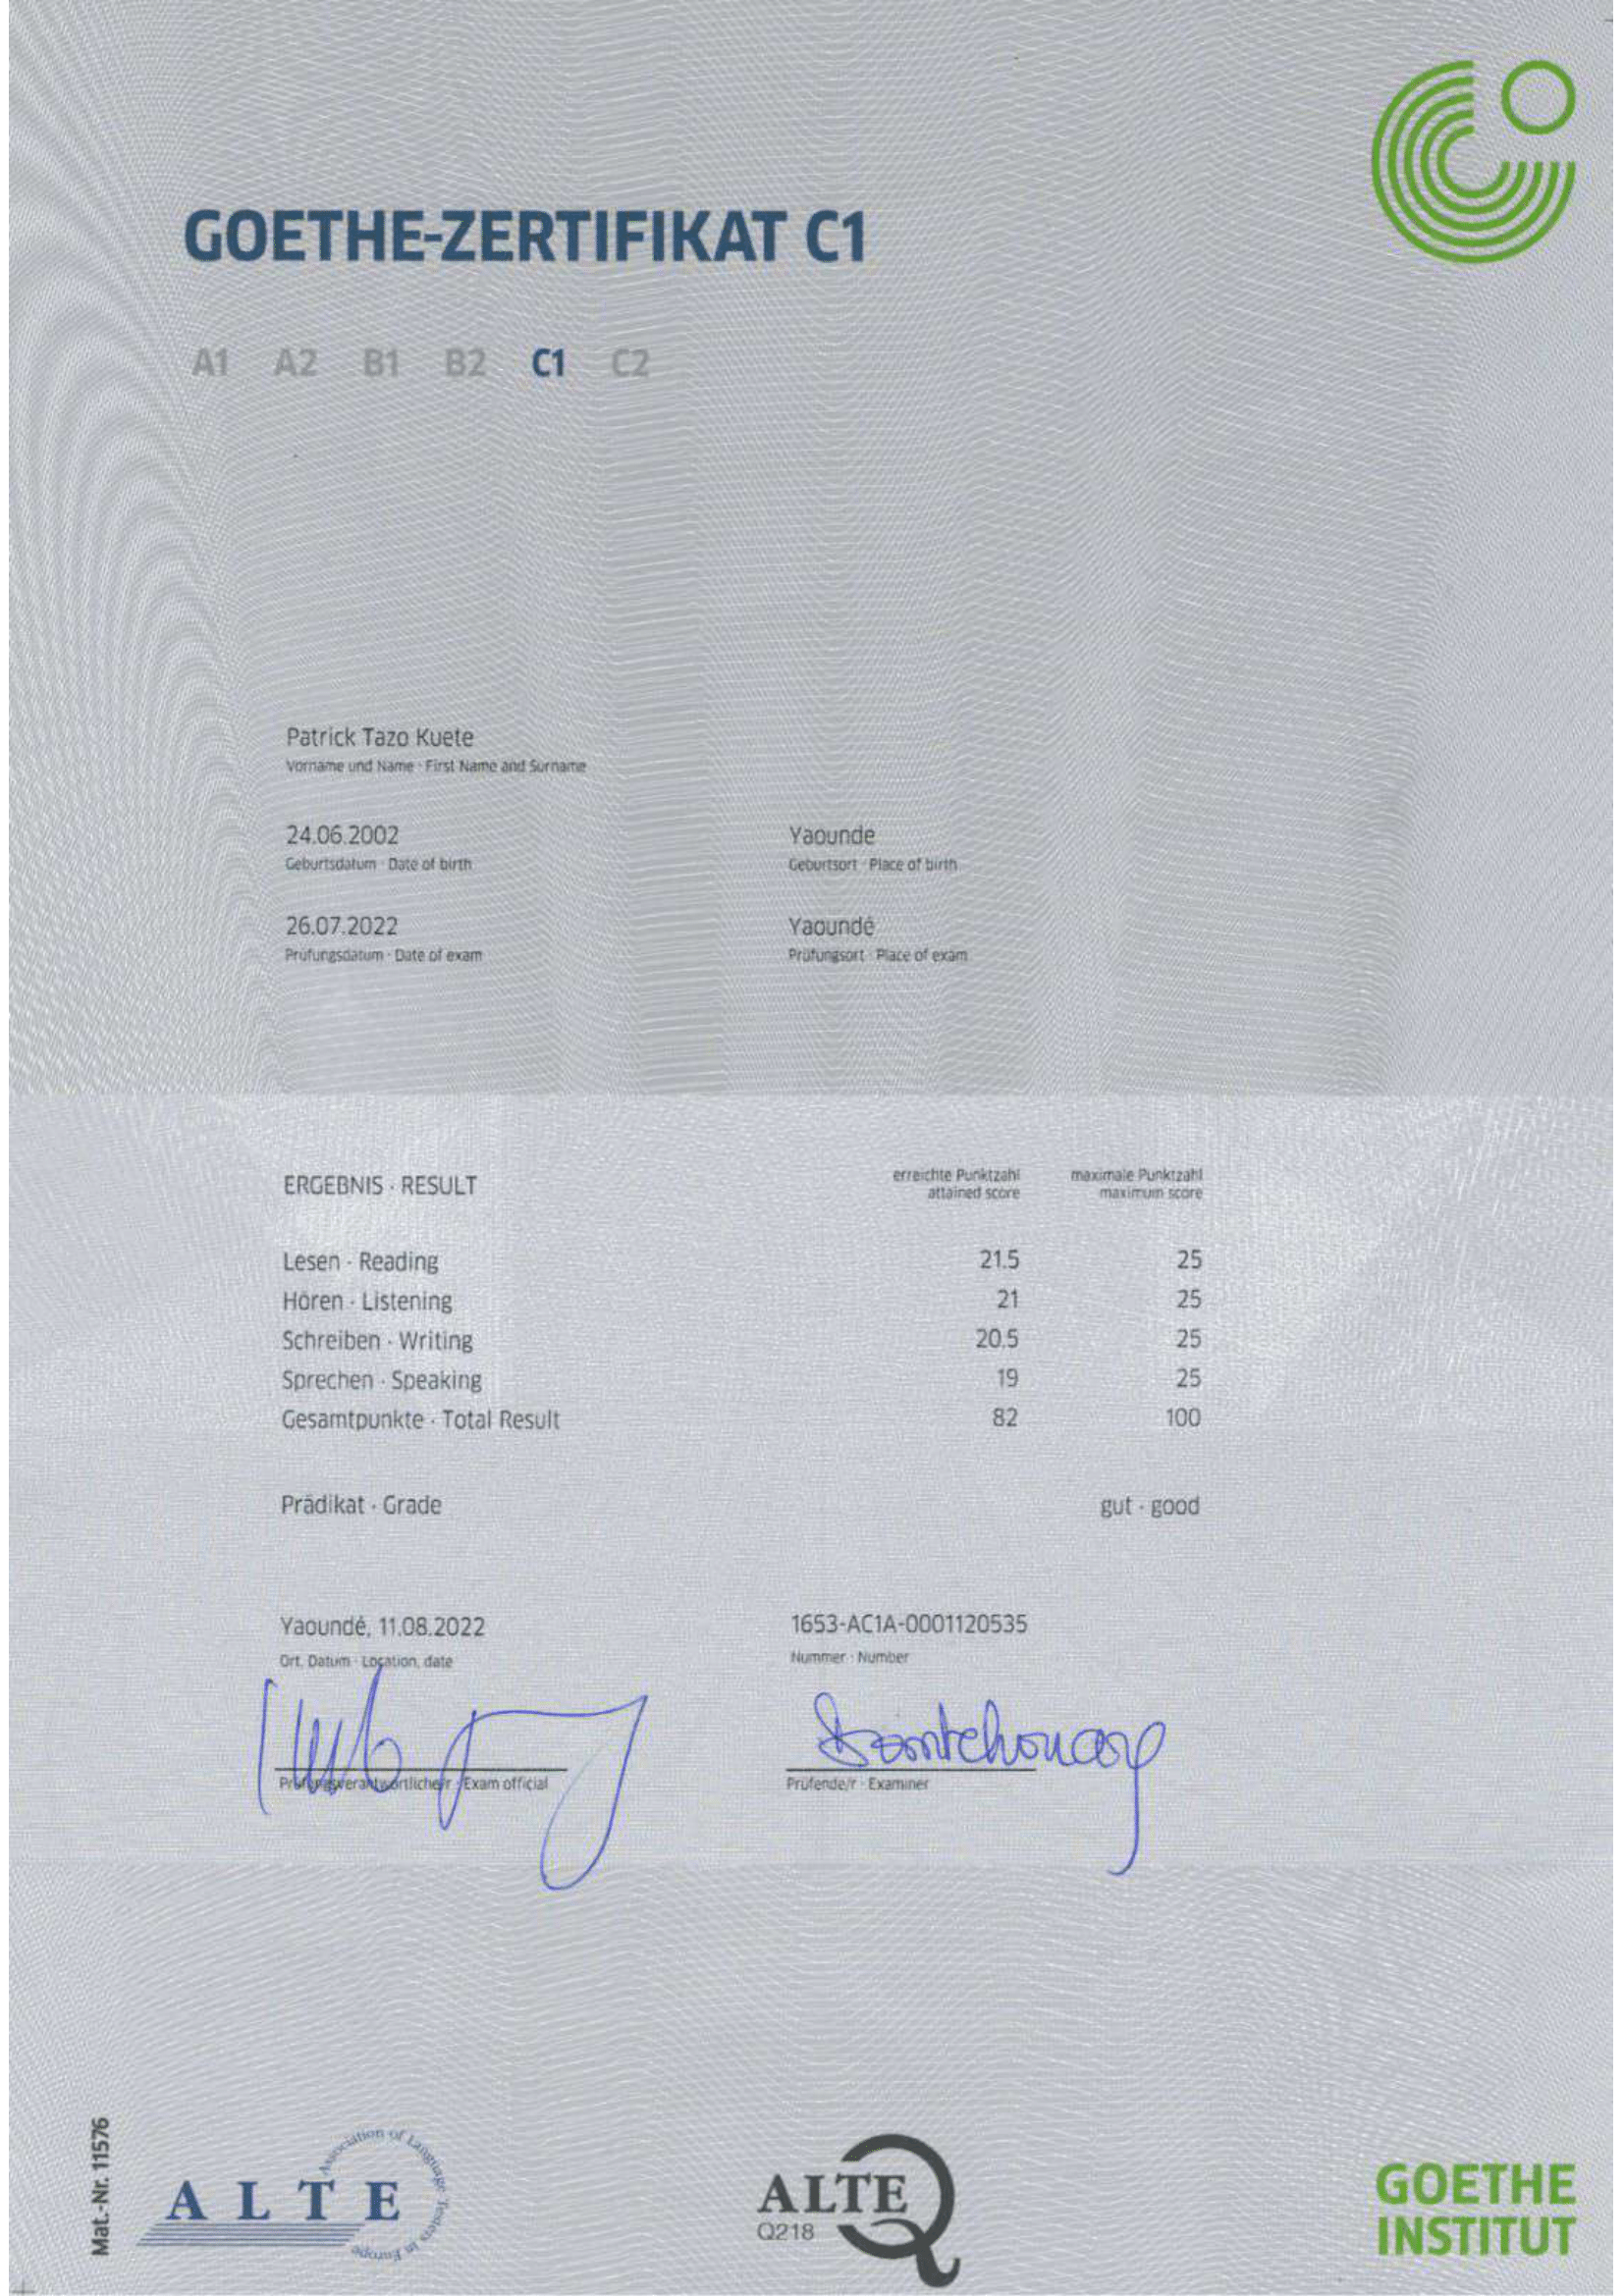 GOETHE-ZERTIFIKAT C1
A1 A2 B1 B2 C1 C2
Patrick Tazo Kuete
Vorname und Name · First Name and Surname
24.06.2002 Yaounde
Geburtsdatum · Date of birth Geburtsort · Place of birth
26.07.2022 Yaoundé
Prüfungsdatum · Date of exam Prüfungsort · Place of exam
ERGEBNIS · RESULT erreichte Punktzahl maximale Punktzahl
attained score maximum score
Lesen · Reading 21.5 25
Hören · Listening 21 25
Schreiben · Writing 20.5 25
Sprechen · Speaking 19 25
Gesamtpunkte · Total Result 82 100
Prädikat · Grade gut · good
Yaoundé, 11.08.2022 1653-AC1A-0001120535
Ort, Datum · Location, date Nummer · Number
Prüfungsverantwortliche/r · Exam official Prüfende/r · Examiner
Mat.-Nr. 11576
ALTE
Association of Language Testers in Europe
ALTE
Q218
GOETHE
INSTITUT